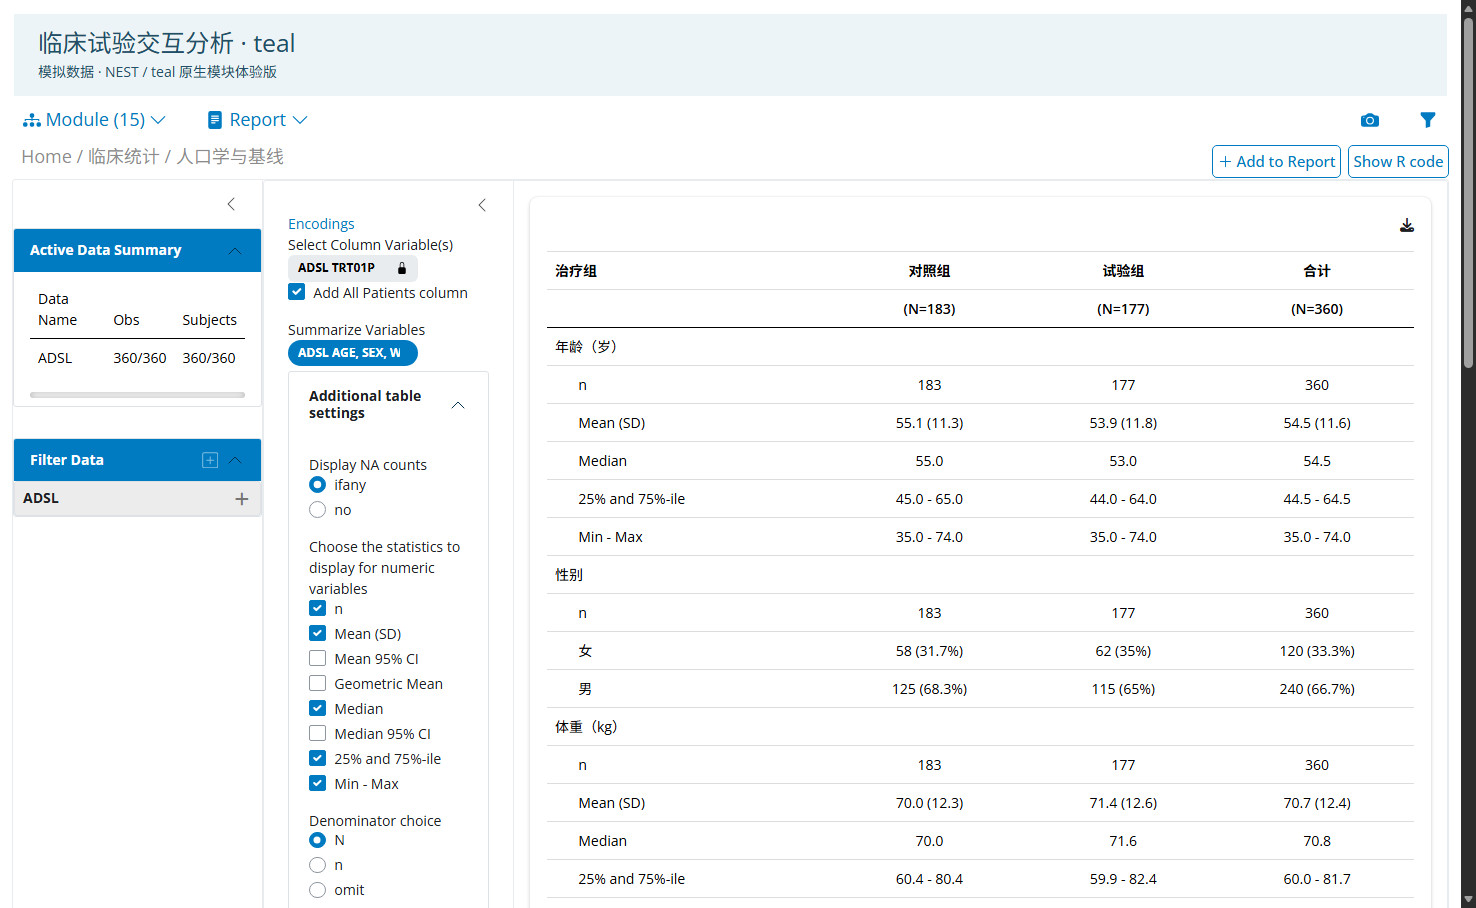 临床试验交互分析 · teal
模拟数据 · NEST / teal 原生模块体验版
Module (15)
Report
Home / 临床统计 / 人口学与基线
+ Add to Report
Show R code
Active Data Summary
Data Name Obs Subjects
ADSL 360/360 360/360
Filter Data
ADSL
Encodings
Select Column Variable(s)
ADSL TRT01P
Add All Patients column
Summarize Variables
ADSL AGE, SEX, W
Additional table
settings
Display NA counts
ifany
no
Choose the statistics to
display for numeric
variables
n
Mean (SD)
Mean 95% CI
Geometric Mean
Median
Median 95% CI
25% and 75%-ile
Min - Max
Denominator choice
N
n
omit
治疗组 对照组 试验组 合计
(N=183) (N=177) (N=360)
年龄（岁）
n 183 177 360
Mean (SD) 55.1 (11.3) 53.9 (11.8) 54.5 (11.6)
Median 55.0 53.0 54.5
25% and 75%-ile 45.0 - 65.0 44.0 - 64.0 44.5 - 64.5
Min - Max 35.0 - 74.0 35.0 - 74.0 35.0 - 74.0
性别
n 183 177 360
女 58 (31.7%) 62 (35%) 120 (33.3%)
男 125 (68.3%) 115 (65%) 240 (66.7%)
体重（kg）
n 183 177 360
Mean (SD) 70.0 (12.3) 71.4 (12.6) 70.7 (12.4)
Median 70.0 71.6 70.8
25% and 75%-ile 60.4 - 80.4 59.9 - 82.4 60.0 - 81.7